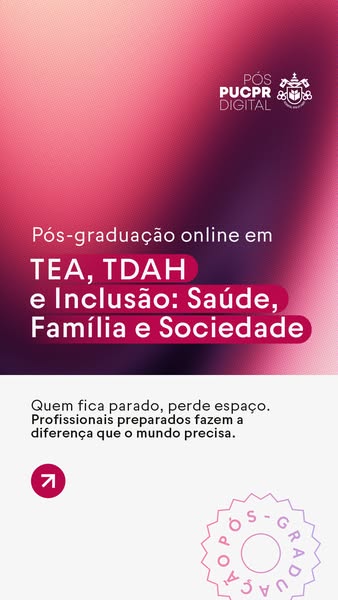 PÓS
PUCPR
DIGITAL
Pós-graduação online em
TEA, TDAH
e Inclusão: Saúde,
Família e Sociedade
Quem fica parado, perde espaço.
Profissionais preparados fazem a
diferença que o mundo precisa.
PÓS-GRADUAÇÃO